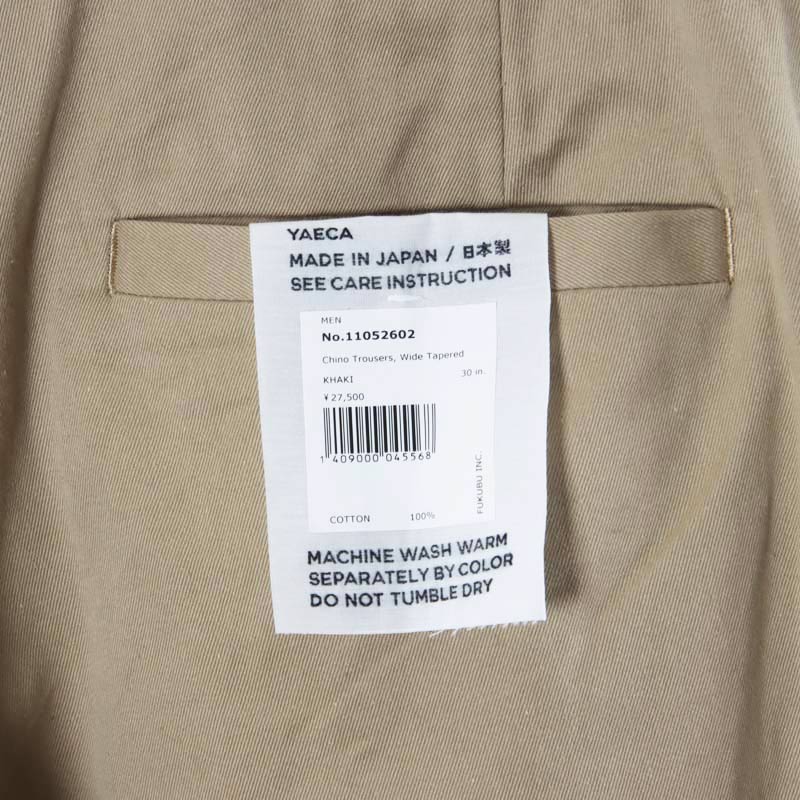 YAECA
MADE IN JAPAN / 日本製
SEE CARE INSTRUCTION
MEN
No.11052602
Chino Trousers, Wide Tapered
KHAKI 30 in.
¥27,500
1 409000 045568
FUKUBU INC.
COTTON 100%
MACHINE WASH WARM
SEPARATELY BY COLOR
DO NOT TUMBLE DRY